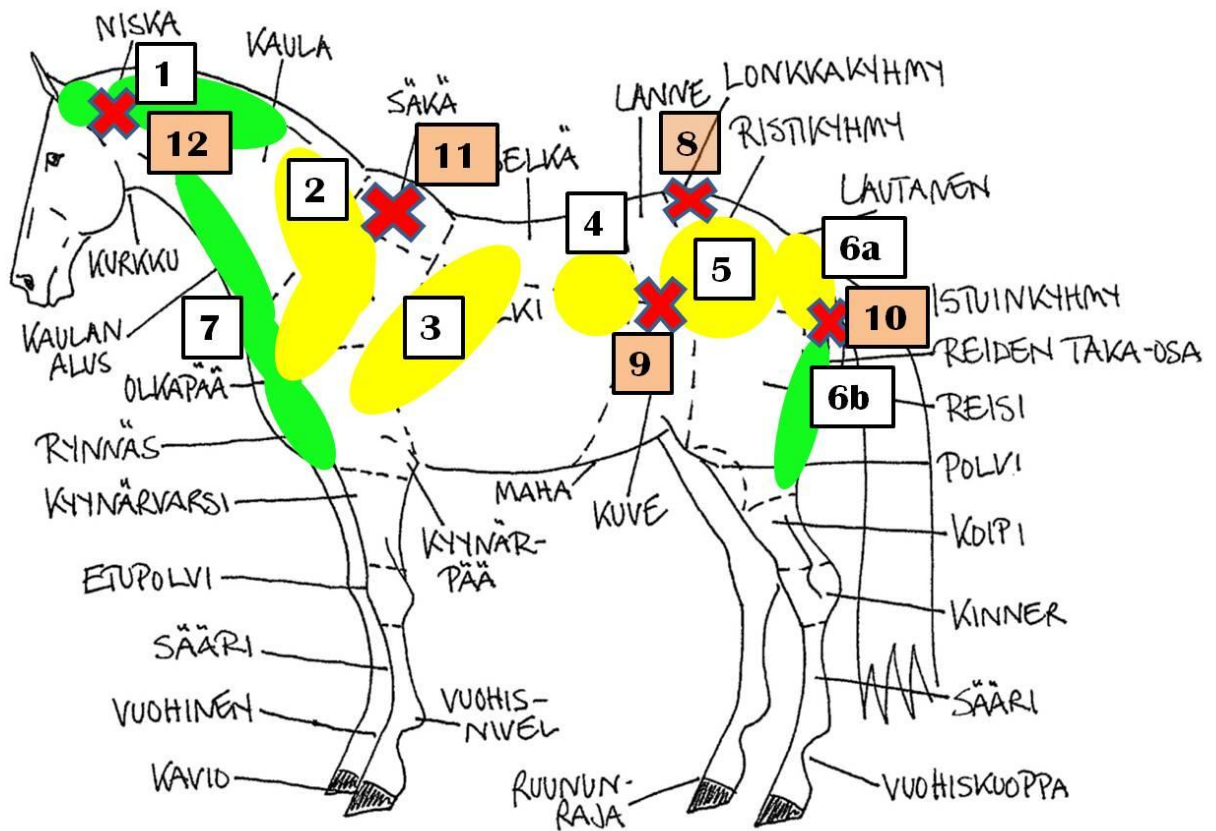 NISKA
KAULA
1
12
SÄKÄ
11
SELKÄ
LANNE
LONKKAKYHMY
8
RISTIKYHMY
LAUTANEN
2
4
5
6a
KURKKU
3
LKI
9
10
ISTUINKYHMY
REIDEN TAKA-OSA
KAULAN
ALUS
7
6b
REISI
OLKAPÄÄ
RYNNÄS
POLVI
KYYNÄRVARSI
MAHA
KUVE
KOIPI
KYYNÄR-
PÄÄ
ETUPOLVI
KINNER
SÄÄRI
SÄÄRI
VUOHINEN
VUOHIS-
NIVEL
KAVIO
RUUNUN-
RAJA
VUOHISKUOPPA